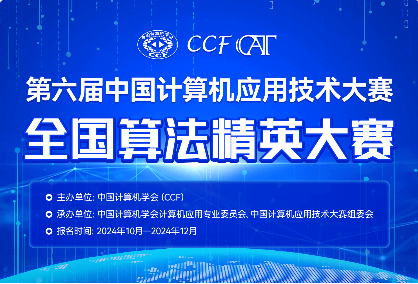 CCF CAT
第六届中国计算机应用技术大赛
全国算法精英大赛
主办单位: 中国计算机学会 (CCF)
承办单位: 中国计算机学会计算机应用专业委员会、中国计算机应用技术大赛组委会
报名时间: 2024年10月—2024年12月